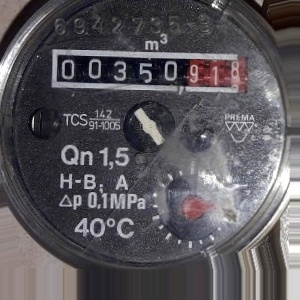 m³
00350918
TCS 142/91-1005
PREMA
Qn 1,5
H-B, A
Δp 0,1MPa
40°C